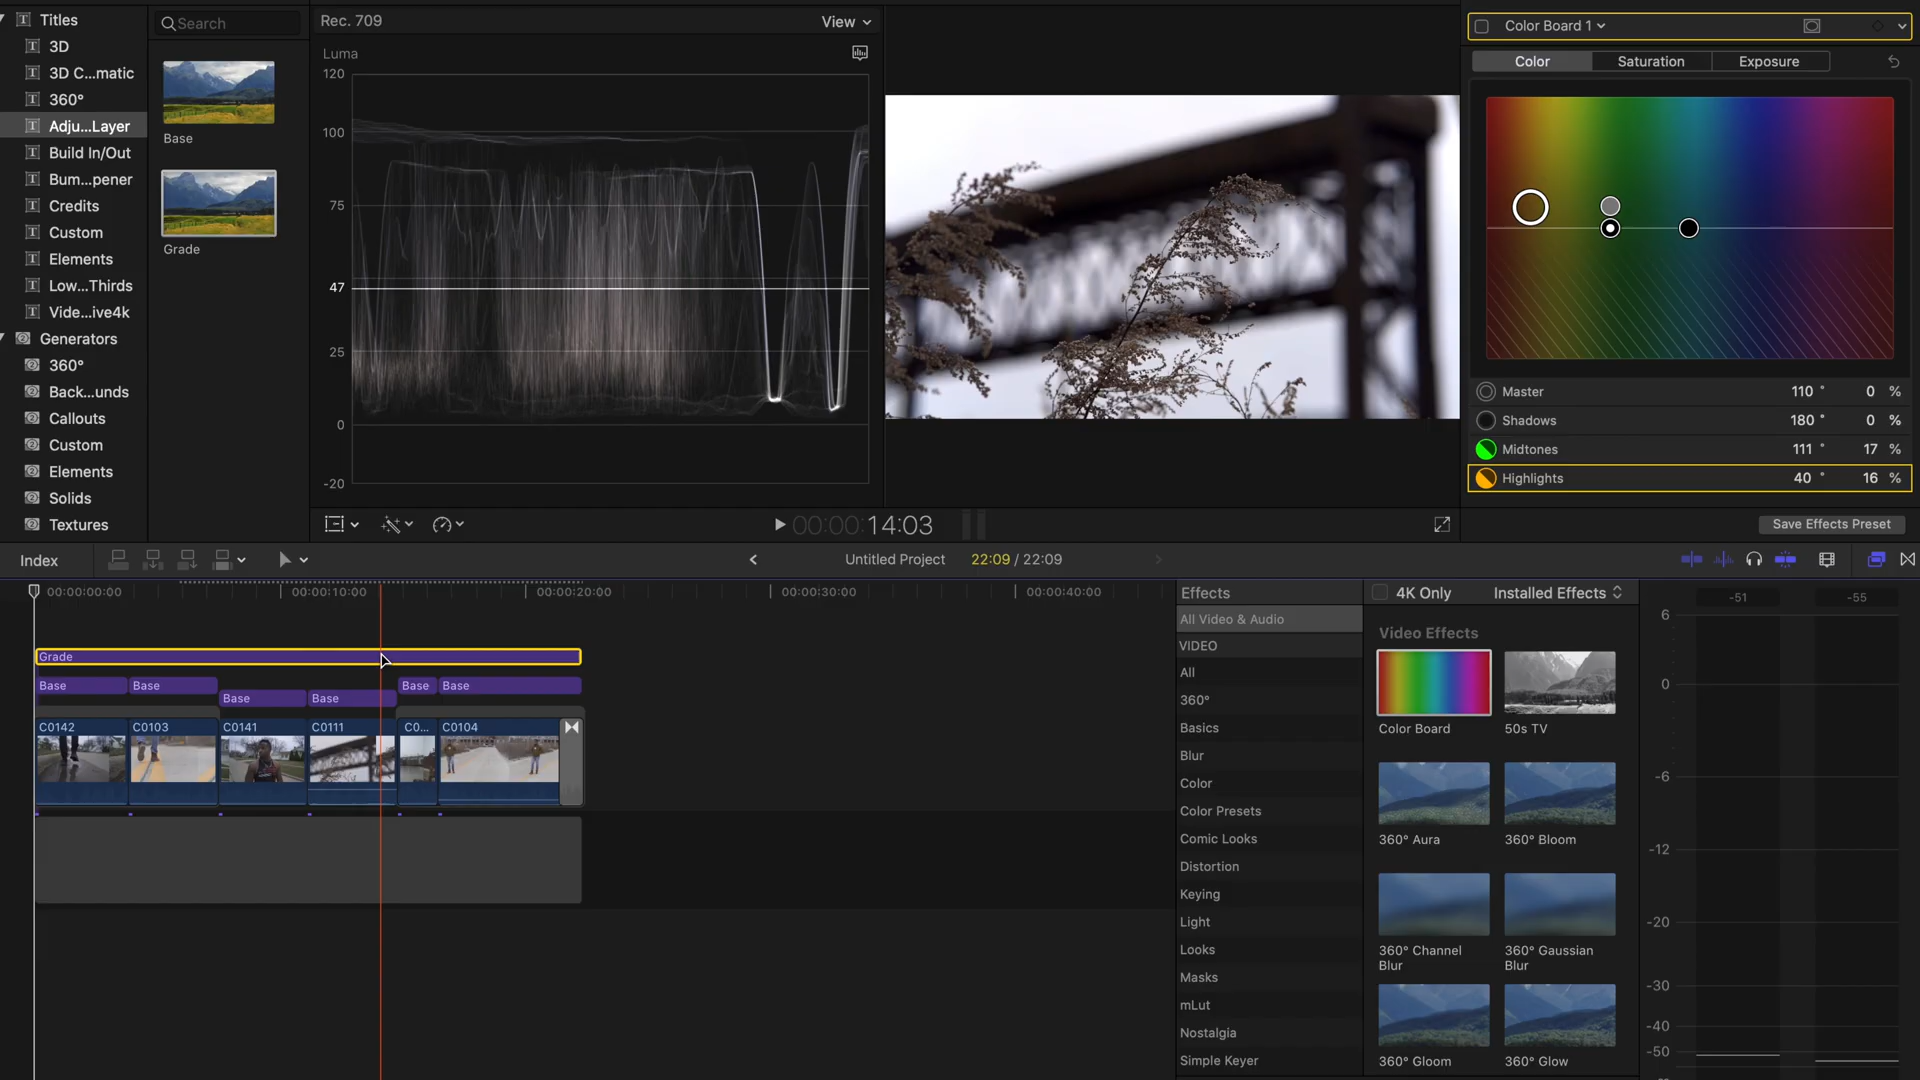 Titles
3D
3D C...matic
360°
Adju...Layer
Build In/Out
Bum...pener
Credits
Custom
Elements
Low...Thirds
Vide...ive4k
Generators
360°
Back...unds
Callouts
Custom
Elements
Solids
Textures
Search
Base
Grade
Rec. 709
View
Luma
120
100
75
47
25
0
-20
00:00:00:14:03
Color Board 1
Color
Saturation
Exposure
Master 110 ° 0 %
Shadows 180 ° 0 %
Midtones 111 ° 17 %
Highlights 40 ° 16 %
Save Effects Preset
Index
Untitled Project
22:09 / 22:09
00:00:00:00
00:00:10:00
00:00:20:00
00:00:30:00
00:00:40:00
Grade
Base
Base
Base
Base
Base
Base
C0142
C0103
C0141
C0111
C0...
C0104
Effects
All Video & Audio
VIDEO
All
360°
Basics
Blur
Color
Color Presets
Comic Looks
Distortion
Keying
Light
Looks
Masks
mLut
Nostalgia
Simple Keyer
4K Only
Installed Effects
Video Effects
Color Board
50s TV
360° Aura
360° Bloom
360° Channel
Blur
360° Gaussian
Blur
360° Gloom
360° Glow
-51
-55
6
0
-6
-12
-20
-30
-40
-50